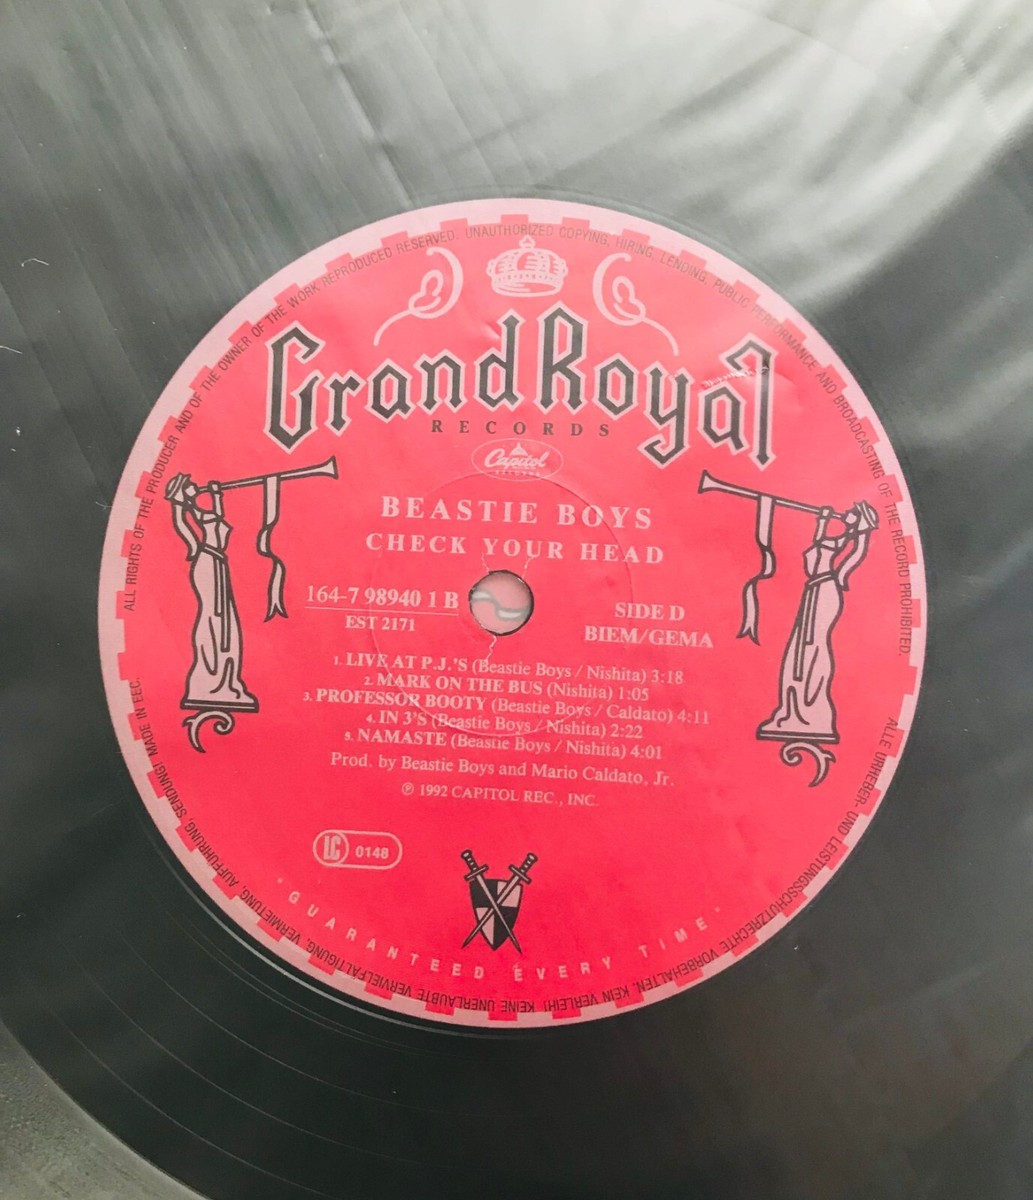 ALL RIGHTS OF THE PRODUCER AND OF THE OWNER OF THE WORK REPRODUCED RESERVED. UNAUTHORIZED COPYING, HIRING, LENDING, PUBLIC PERFORMANCE AND BROADCASTING OF THE RECORD PROHIBITED.
Grand Royal
RECORDS
Capitol
RECORDS
BEASTIE BOYS
CHECK YOUR HEAD
164-7 98940 1 B
EST 2171
SIDE D
BIEM/GEMA
1. LIVE AT P.J.'S (Beastie Boys / Nishita) 3:18
2. MARK ON THE BUS (Nishita) 1:05
3. PROFESSOR BOOTY (Beastie Boys / Caldato) 4:11
4. IN 3'S (Beastie Boys / Nishita) 2:22
5. NAMASTE (Beastie Boys / Nishita) 4:01
Prod. by Beastie Boys and Mario Caldato, Jr.
℗ 1992 CAPITOL REC., INC.
LC 0148
"GUARANTEED EVERY TIME"
ALLE URHEBER- UND LEISTUNGSSCHUTZRECHTE VORBEHALTEN. KEIN VERLEIH! KEINE UNERLAUBTE VERVIELFÄLTIGUNG, VERMIETUNG, AUFFÜHRUNG, SENDUNG! MADE IN EEC.